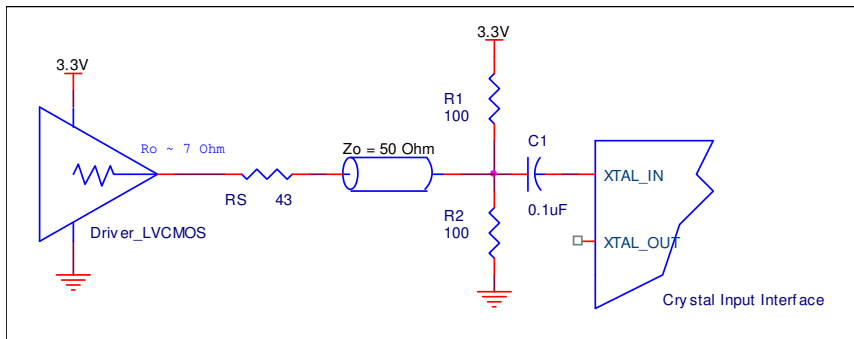 3.3V
3.3V
R1
100
C1
Ro ~ 7 Ohm
Zo = 50 Ohm
XTAL_IN
RS
43
R2
100
0.1uF
Driver_LVCMOS
XTAL_OUT
Crystal Input Interface